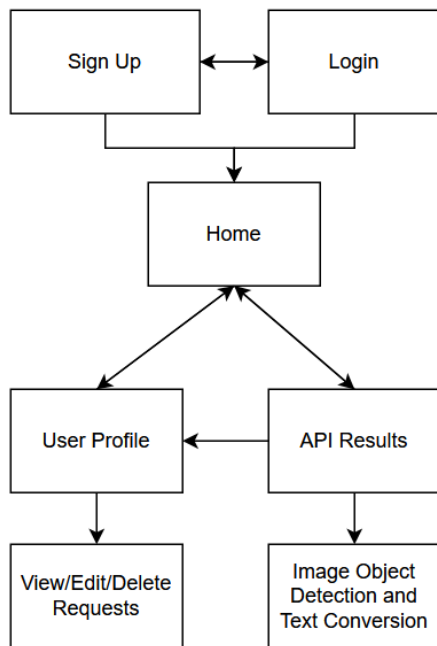 Sign Up
Login
Home
User Profile
API Results
View/Edit/Delete
Requests
Image Object
Detection and
Text Conversion